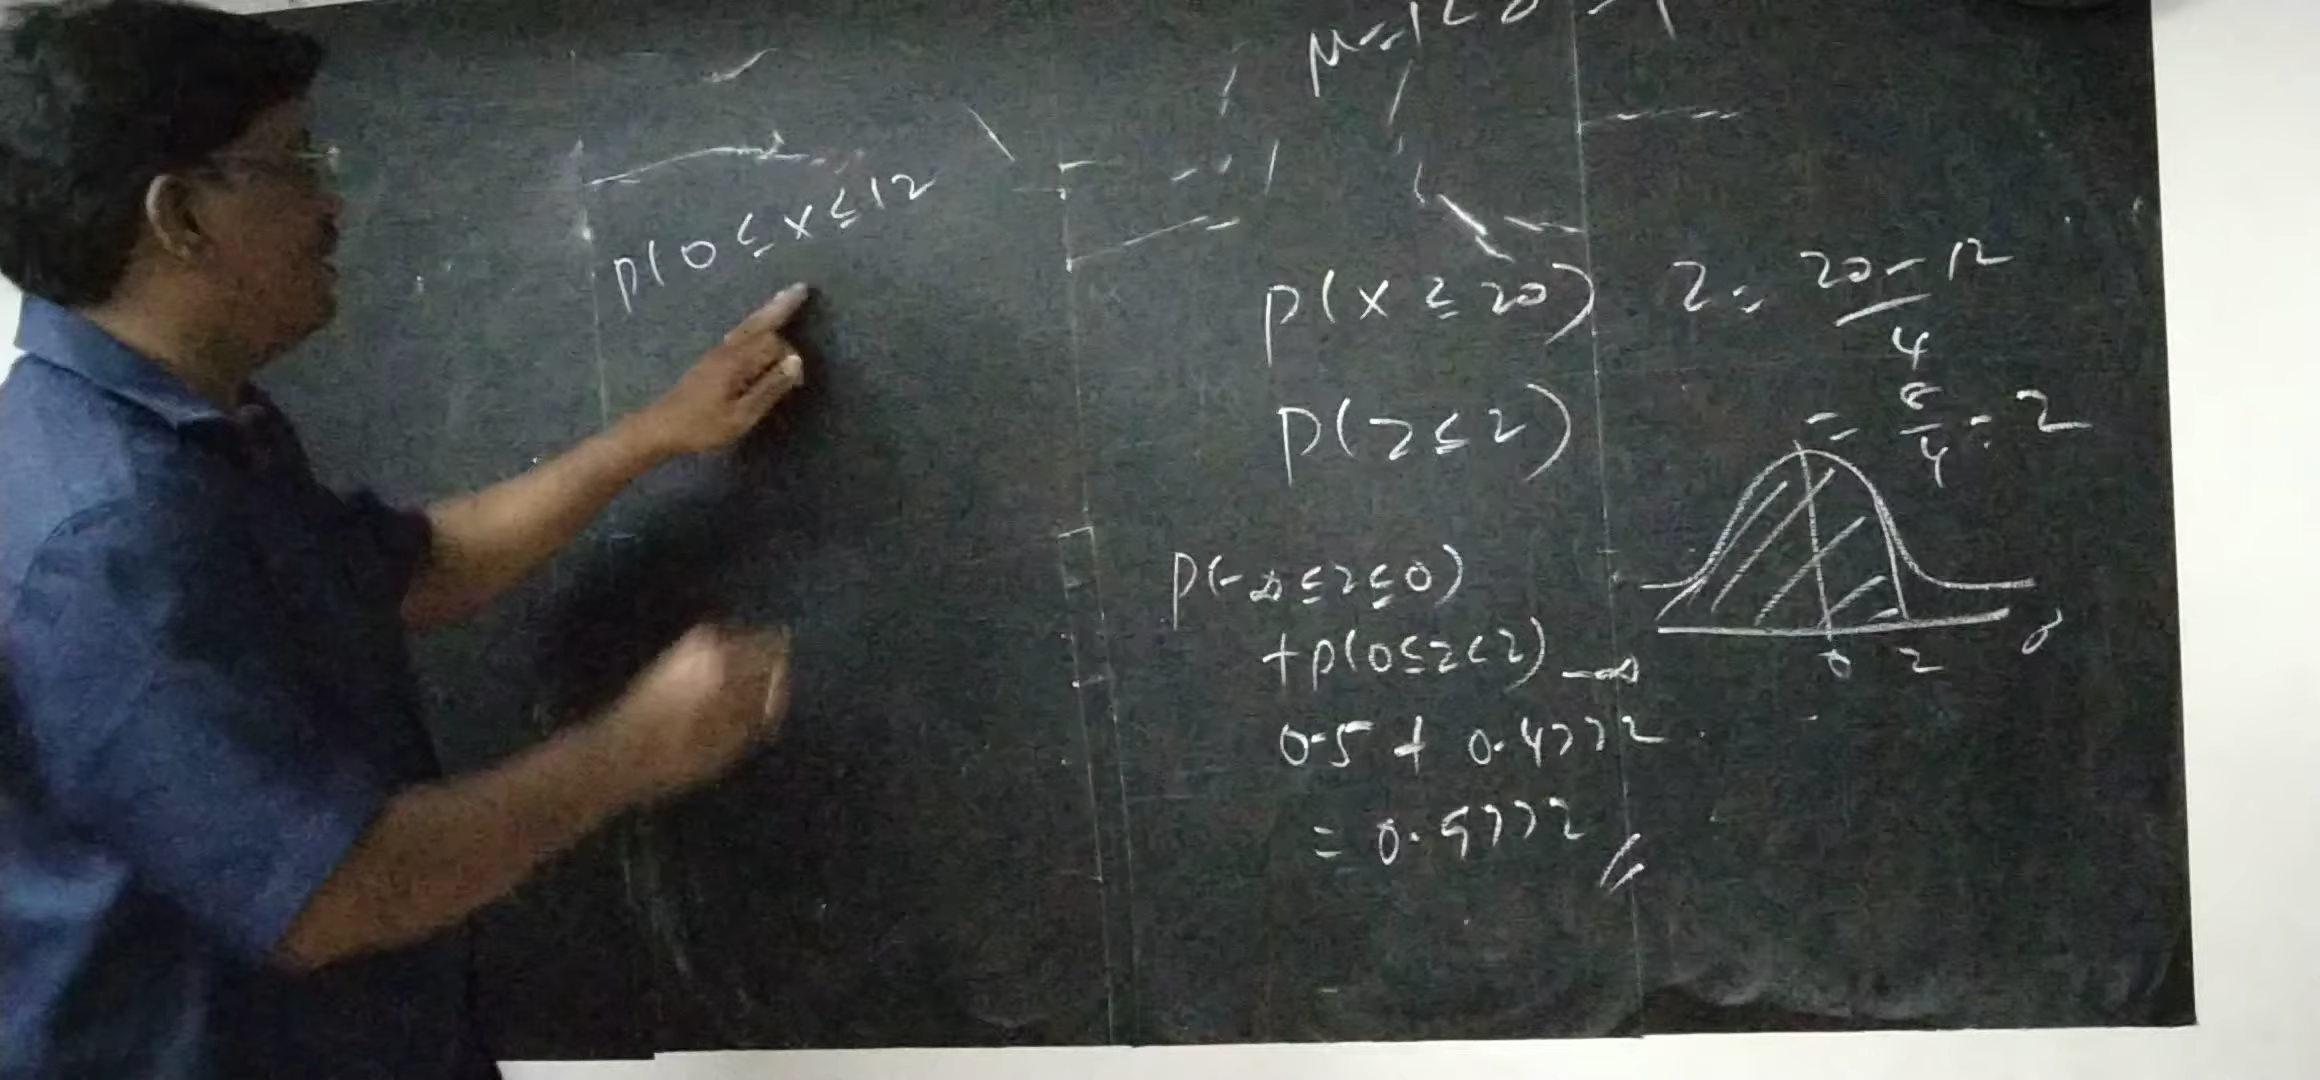 P(0 ≤ x ≤ 12
P(x ≤ 20) z = 20-12/4
= 8/4 = 2
P(z ≤ 2)
P(-∞ ≤ z ≤ 0)
+ P(0 ≤ z ≤ 2)
-∞ 0 2 ∞
0.5 + 0.4772
= 0.9772